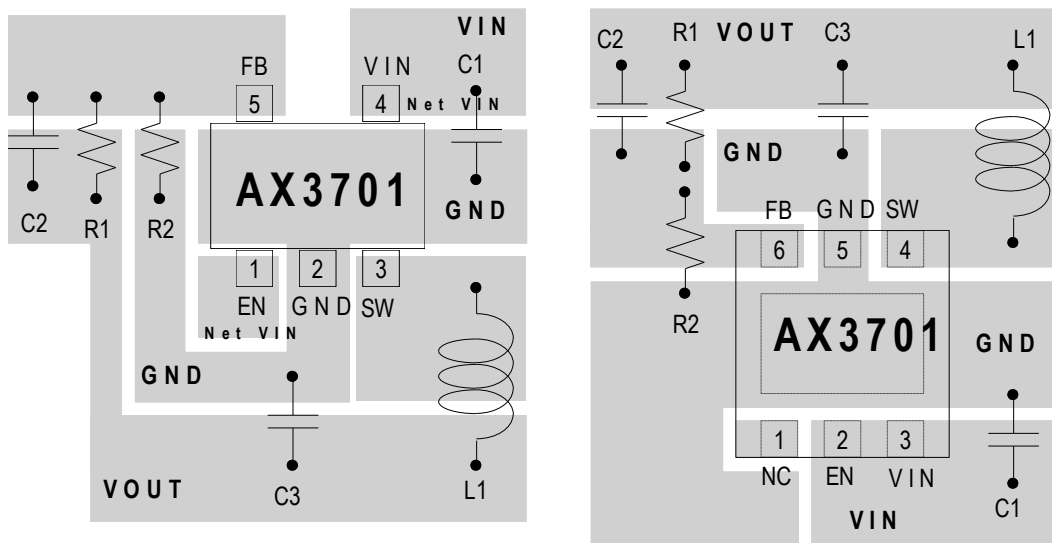 VIN
FB
VIN
C1
5
4
Net VIN
AX3701
GND
C2
R1
R2
1
2
3
EN
GND
SW
Net VIN
GND
VOUT
C3
L1
C2
R1
VOUT
C3
L1
GND
FB
GND
SW
6
5
4
R2
AX3701
GND
1
2
3
NC
EN
VIN
C1
VIN